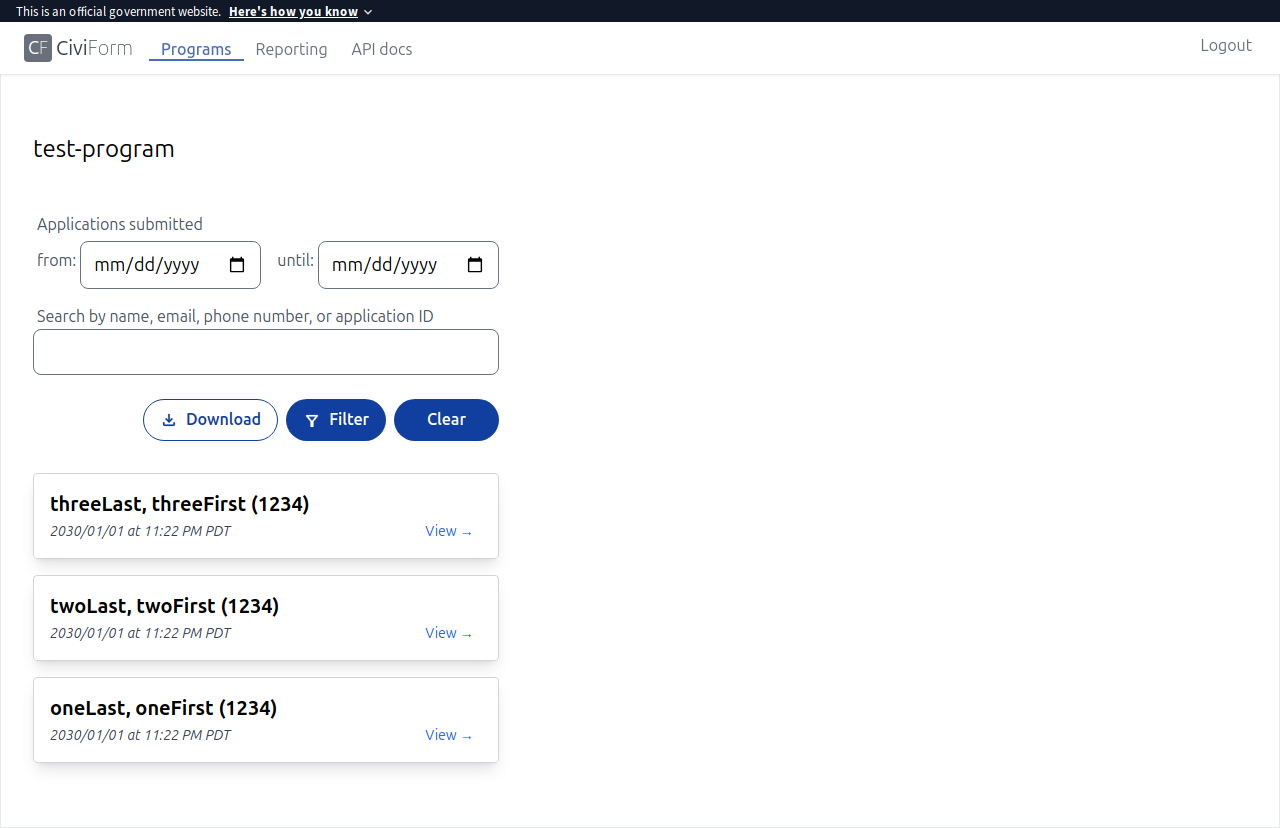 This is an official government website. Here's how you know
CF CiviForm Programs Reporting API docs Logout
test-program
Applications submitted
from: mm/dd/yyyy until: mm/dd/yyyy
Search by name, email, phone number, or application ID
Download Filter Clear
threeLast, threeFirst (1234)
2030/01/01 at 11:22 PM PDT View →
twoLast, twoFirst (1234)
2030/01/01 at 11:22 PM PDT View →
oneLast, oneFirst (1234)
2030/01/01 at 11:22 PM PDT View →